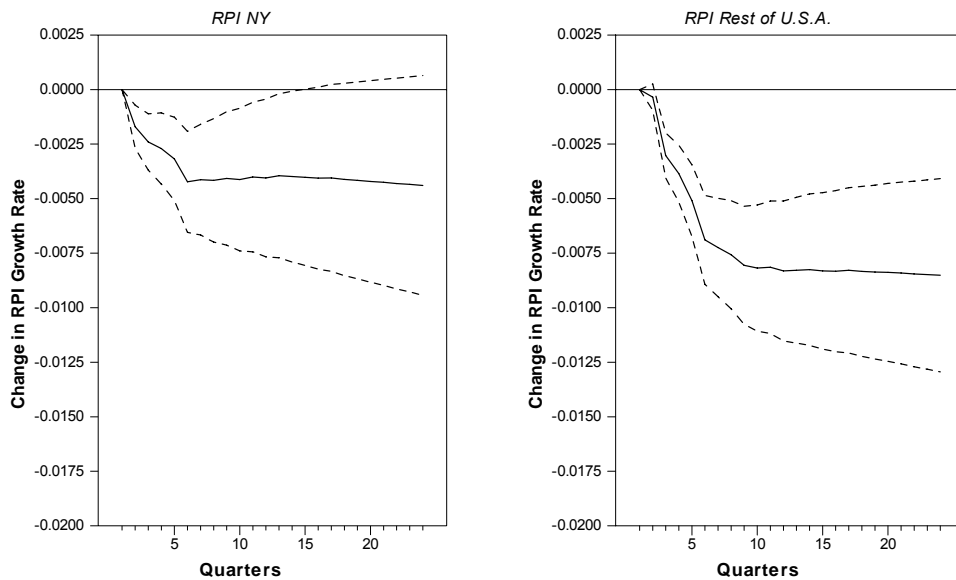 RPI NY
0.0025
0.0000
-0.0025
-0.0050
-0.0075
-0.0100
-0.0125
-0.0150
-0.0175
-0.0200
Change in RPI Growth Rate
5 10 15 20
Quarters
RPI Rest of U.S.A.
0.0025
0.0000
-0.0025
-0.0050
-0.0075
-0.0100
-0.0125
-0.0150
-0.0175
-0.0200
Change in RPI Growth Rate
5 10 15 20
Quarters